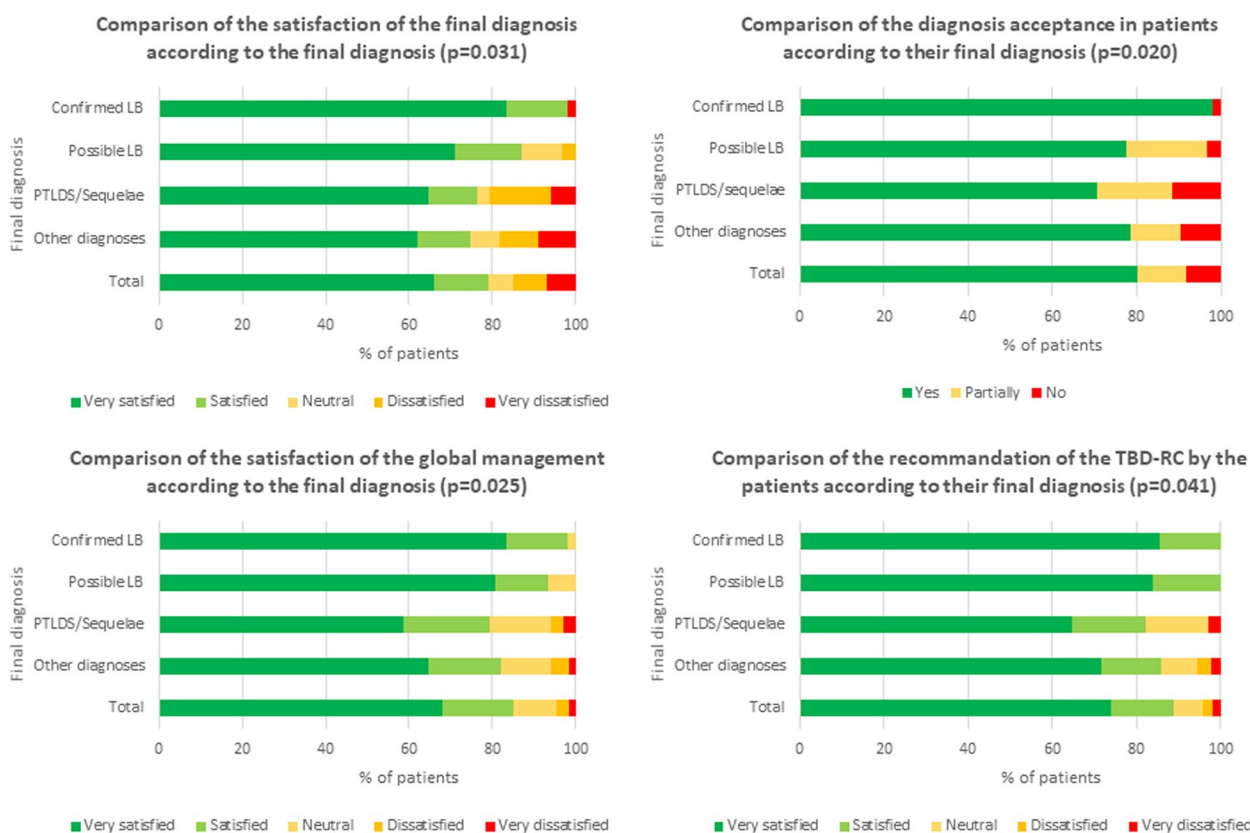 Comparison of the satisfaction of the final diagnosis
according to the final diagnosis (p=0.031)
Final diagnosis
Confirmed LB
Possible LB
PTLDS/Sequelae
Other diagnoses
Total
0 20 40 60 80 100
% of patients
Very satisfied Satisfied Neutral Dissatisfied Very dissatisfied
Comparison of the diagnosis acceptance in patients
according to their final diagnosis (p=0.020)
Final diagnosis
Confirmed LB
Possible LB
PTLDS/sequelae
Other diagnoses
Total
0 20 40 60 80 100
% of patients
Yes Partially No
Comparison of the satisfaction of the global management
according to the final diagnosis (p=0.025)
Final diagnosis
Confirmed LB
Possible LB
PTLDS/Sequelae
Other diagnoses
Total
0 20 40 60 80 100
% of patients
Very satisfied Satisfied Neutral Dissatisfied Very dissatisfied
Comparison of the recommandation of the TBD-RC by the
patients according to their final diagnosis (p=0.041)
Final diagnosis
Confirmed LB
Possible LB
PTLDS/Sequelae
Other diagnoses
Total
0 20 40 60 80 100
% of patients
Very satisfied Satisfied Neutral Dissatisfied Very dissatisfied